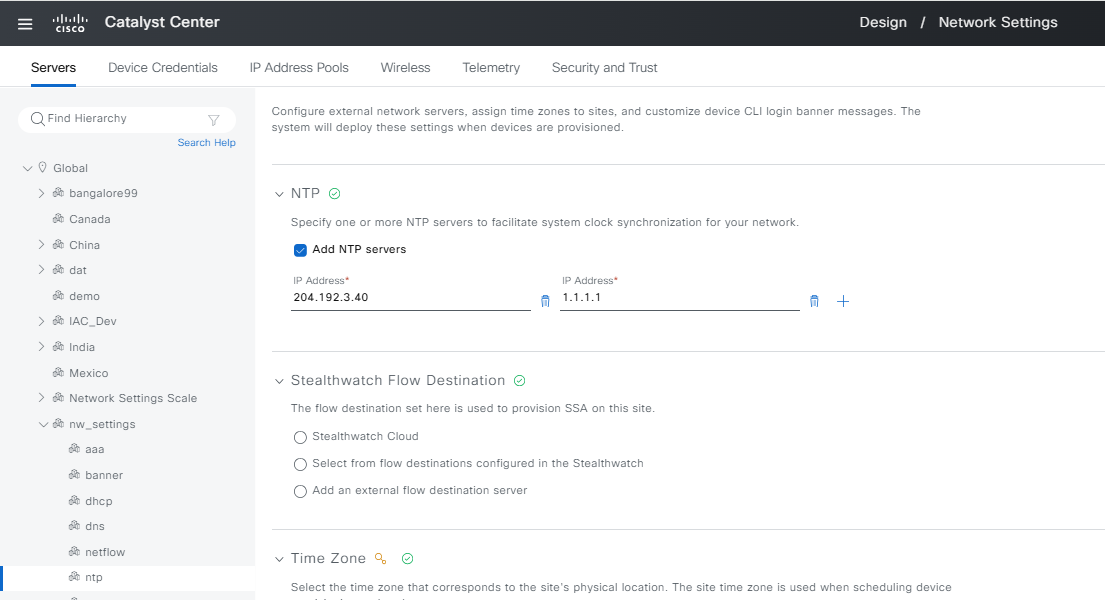 CISCO
Catalyst Center
Design / Network Settings
Servers
Device Credentials
IP Address Pools
Wireless
Telemetry
Security and Trust
Find Hierarchy
Search Help
Global
bangalore99
Canada
China
dat
demo
IAC_Dev
India
Mexico
Network Settings Scale
nw_settings
aaa
banner
dhcp
dns
netflow
ntp
Configure external network servers, assign time zones to sites, and customize device CLI login banner messages. The
system will deploy these settings when devices are provisioned.
NTP
Specify one or more NTP servers to facilitate system clock synchronization for your network.
Add NTP servers
IP Address*
204.192.3.40
IP Address*
1.1.1.1
Stealthwatch Flow Destination
The flow destination set here is used to provision SSA on this site.
Stealthwatch Cloud
Select from flow destinations configured in the Stealthwatch
Add an external flow destination server
Time Zone
Select the time zone that corresponds to the site's physical location. The site time zone is used when scheduling device